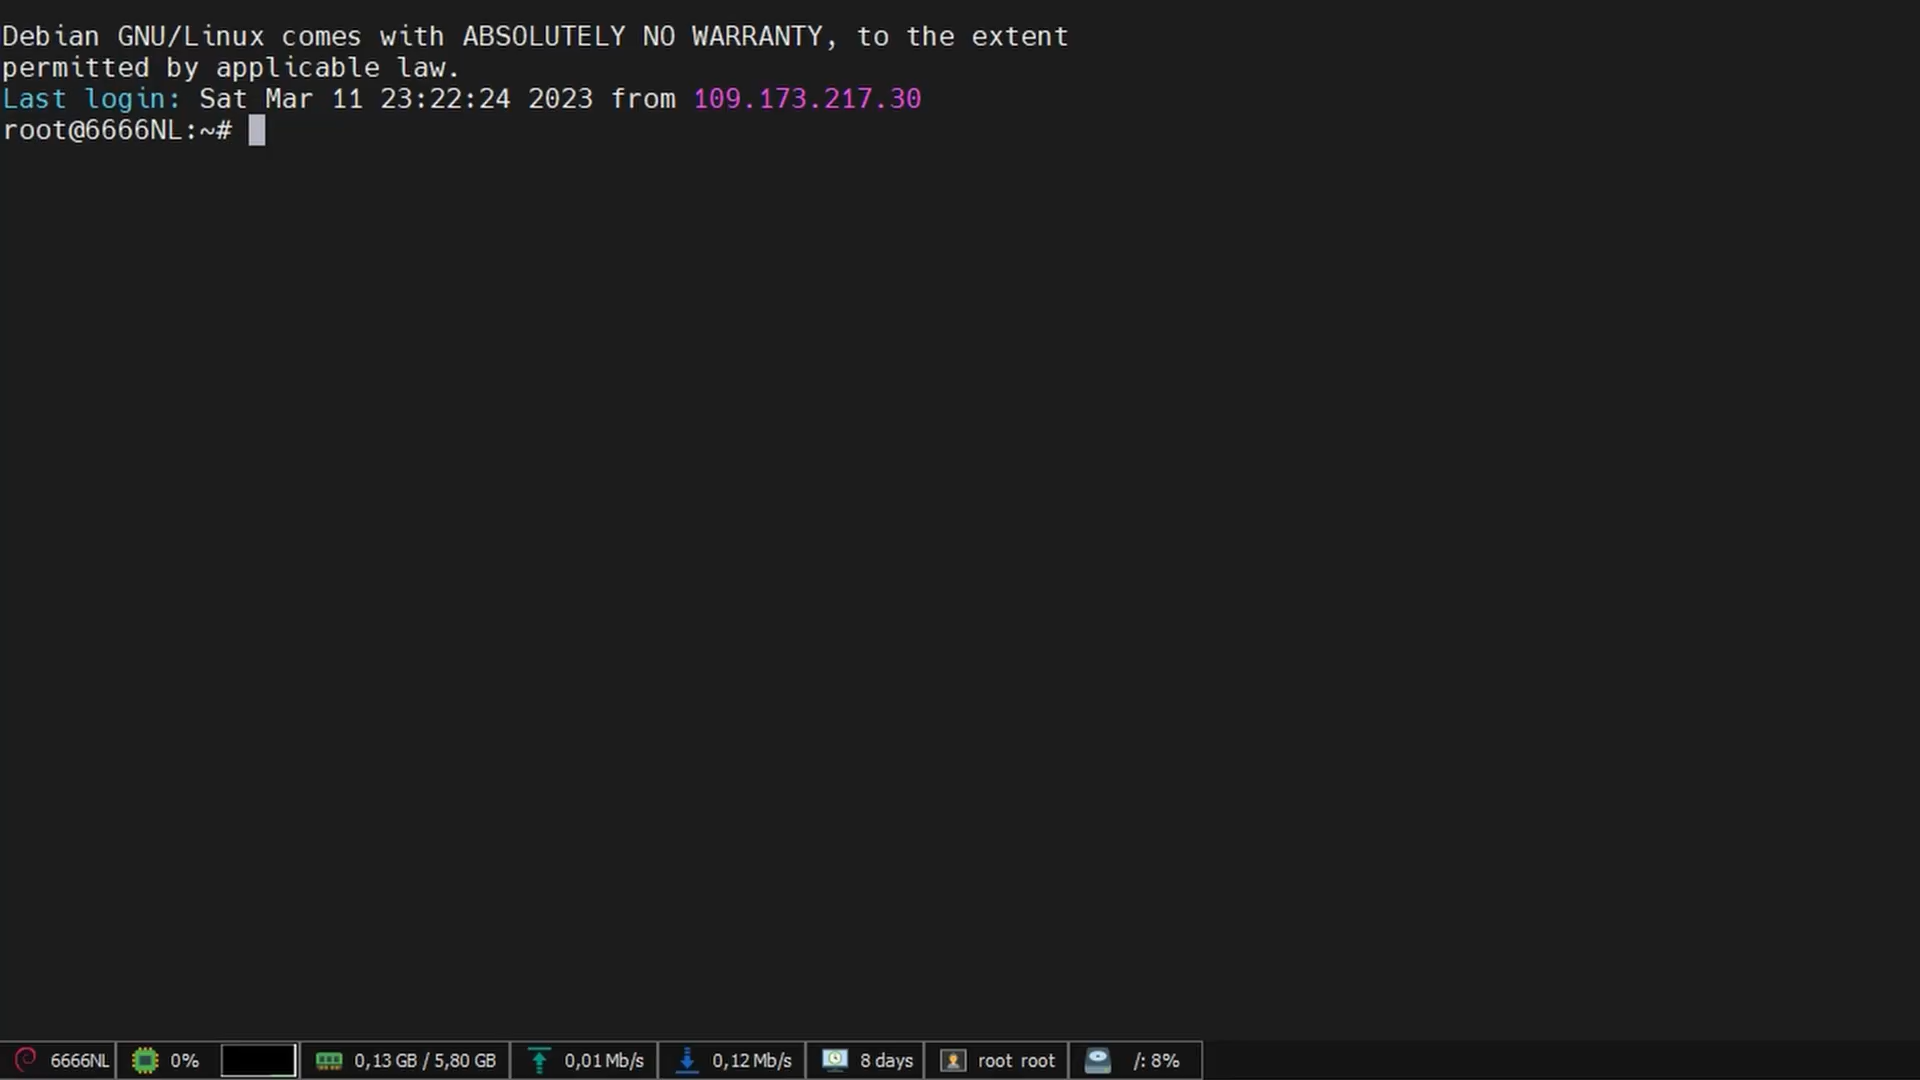 Debian GNU/Linux comes with ABSOLUTELY NO WARRANTY, to the extent
permitted by applicable law.
Last login: Sat Mar 11 23:22:24 2023 from 109.173.217.30
root@6666NL:~#
6666NL 0% 0,13 GB / 5,80 GB 0,01 Mb/s 0,12 Mb/s 8 days root root /: 8%